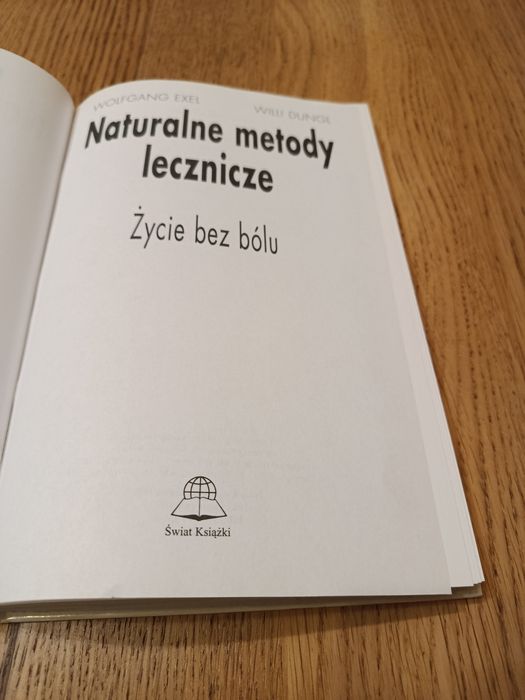 WOLFGANG EXEL WILLI DUNGL
Naturalne metody
lecznicze
Życie bez bólu
Świat Książki